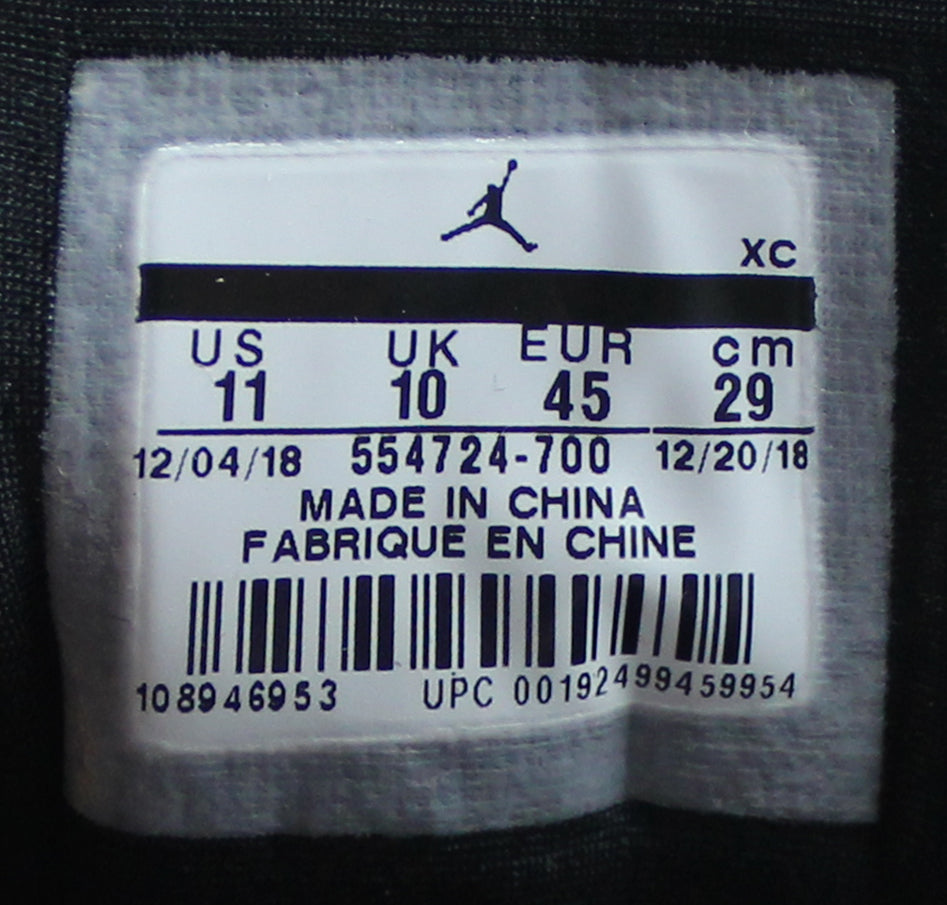 XC
US UK EUR cm
11 10 45 29
12/04/18 554724-700 12/20/18
MADE IN CHINA
FABRIQUE EN CHINE
108946953 UPC 00192499459954